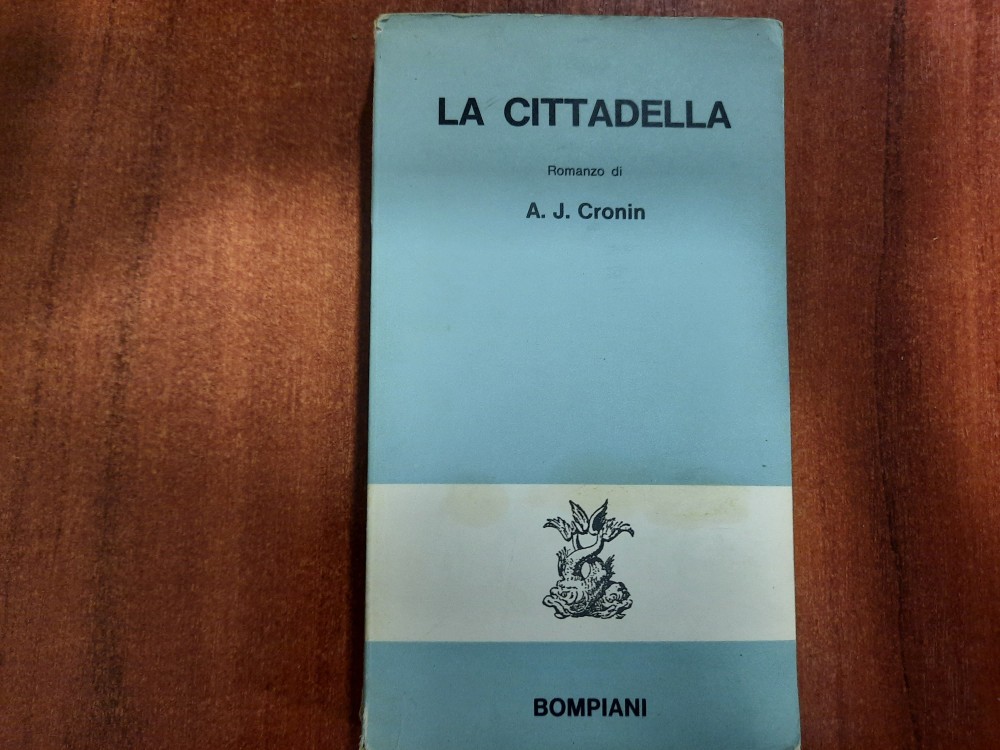 LA CITTADELLA
Romanzo di
A. J. Cronin
BOMPIANI